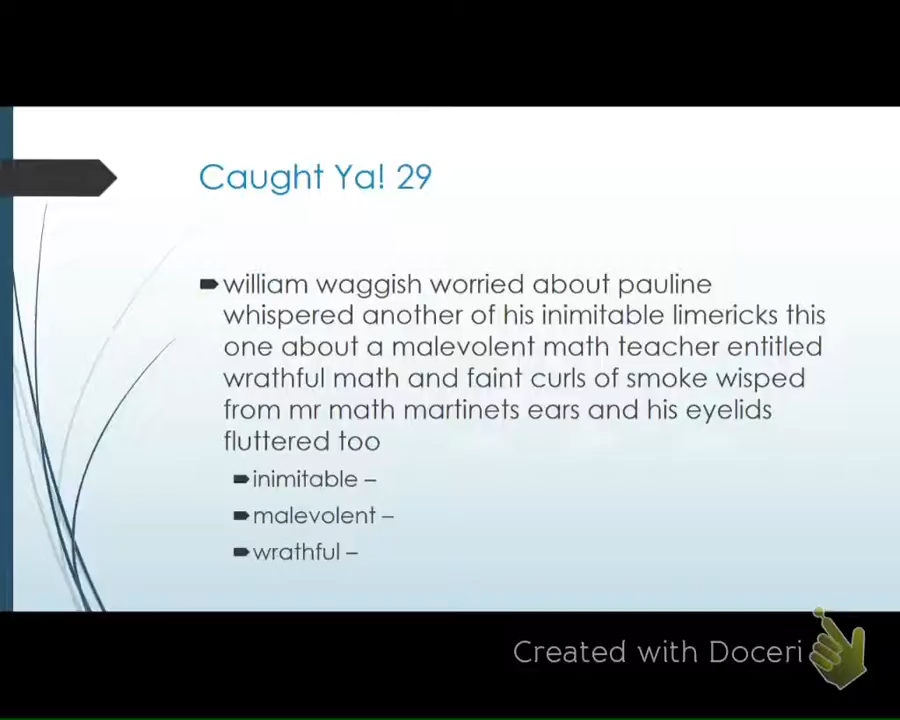 Caught Ya! 29
william waggish worried about pauline
whispered another of his inimitable limericks this
one about a malevolent math teacher entitled
wrathful math and faint curls of smoke wisped
from mr math martinets ears and his eyelids
fluttered too
inimitable –
malevolent –
wrathful –
Created with Doceri